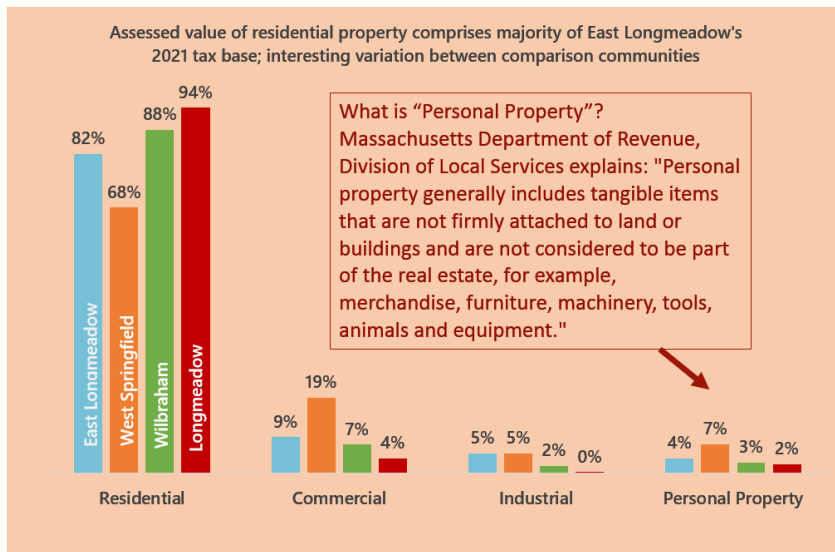 Assessed value of residential property comprises majority of East Longmeadow's
2021 tax base; interesting variation between comparison communities
94%
88%
82%
68%
East Longmeadow
West Springfield
Wilbraham
Longmeadow
What is “Personal Property”?
Massachusetts Department of Revenue,
Division of Local Services explains: "Personal
property generally includes tangible items
that are not firmly attached to land or
buildings and are not considered to be part
of the real estate, for example,
merchandise, furniture, machinery, tools,
animals and equipment."
9%
19%
7%
4%
5%
5%
2%
0%
4%
7%
3%
2%
Residential
Commercial
Industrial
Personal Property